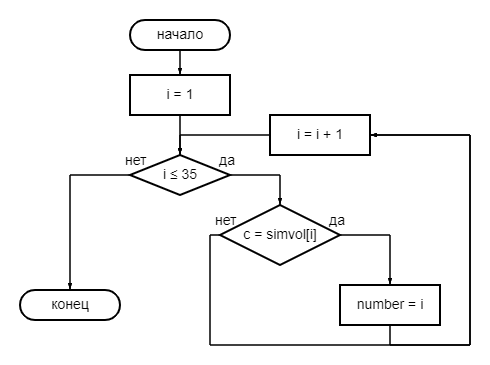 начало
i = 1
i = i + 1
нет
да
i ≤ 35
нет
да
c = simvol[i]
конец
number = i